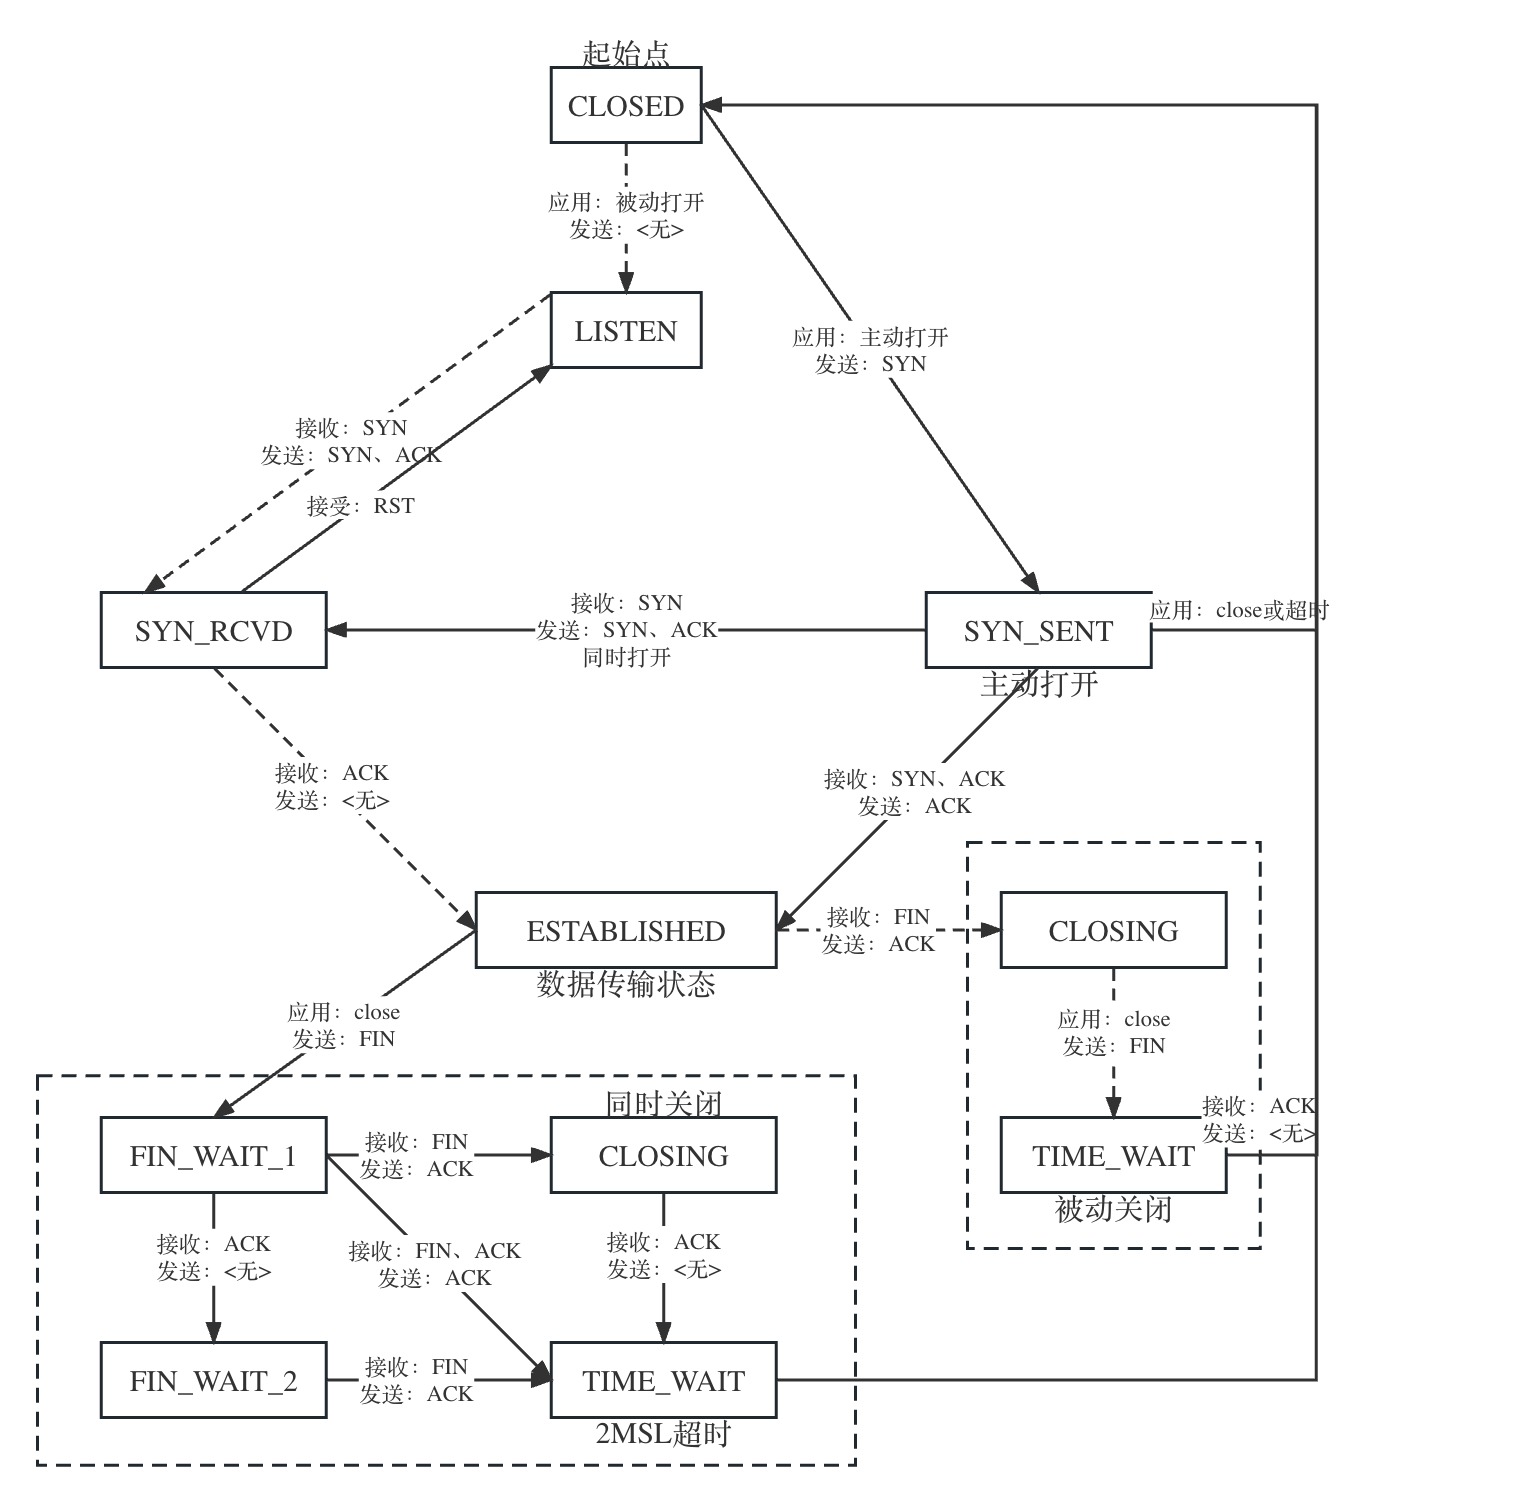 起始点
CLOSED
应用：被动打开
发送：<无>
LISTEN
应用：主动打开
发送：SYN
接收：SYN
发送：SYN、ACK
接受：RST
SYN_RCVD
接收：SYN
发送：SYN、ACK
同时打开
SYN_SENT
应用：close或超时
主动打开
接收：ACK
发送：<无>
接收：SYN、ACK
发送：ACK
ESTABLISHED
数据传输状态
接收：FIN
发送：ACK
CLOSING
应用：close
发送：FIN
应用：close
发送：FIN
同时关闭
FIN_WAIT_1
接收：FIN
发送：ACK
CLOSING
TIME_WAIT
接收：ACK
发送：<无>
被动关闭
接收：ACK
发送：<无>
接收：FIN、ACK
发送：ACK
接收：ACK
发送：<无>
FIN_WAIT_2
接收：FIN
发送：ACK
TIME_WAIT
2MSL超时